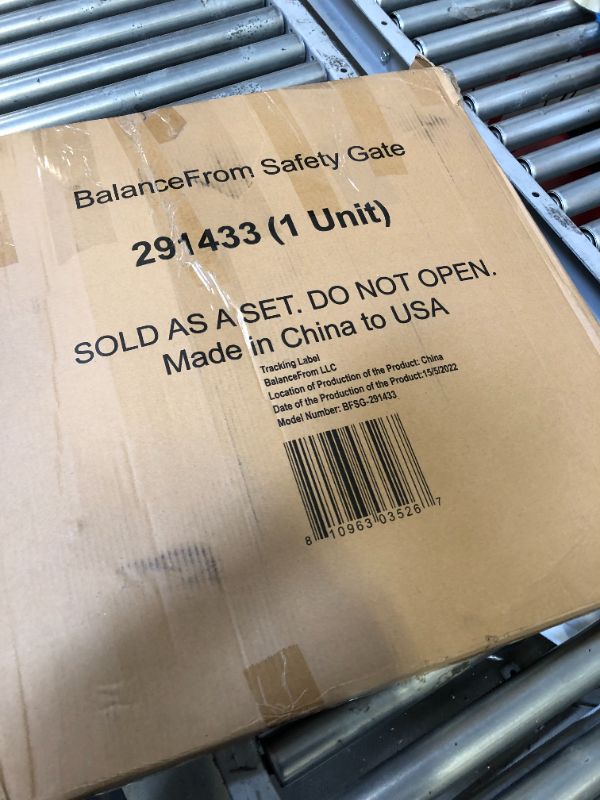 BalanceFrom Safety Gate
291433 (1 Unit)
SOLD AS A SET. DO NOT OPEN.
Made in China to USA
Tracking Label
BalanceFrom LLC
Location of Production of the Product: China
Date of the Production of the Product:15/5/2022
Model Number: BFSG-291433
8 10963 03526 7